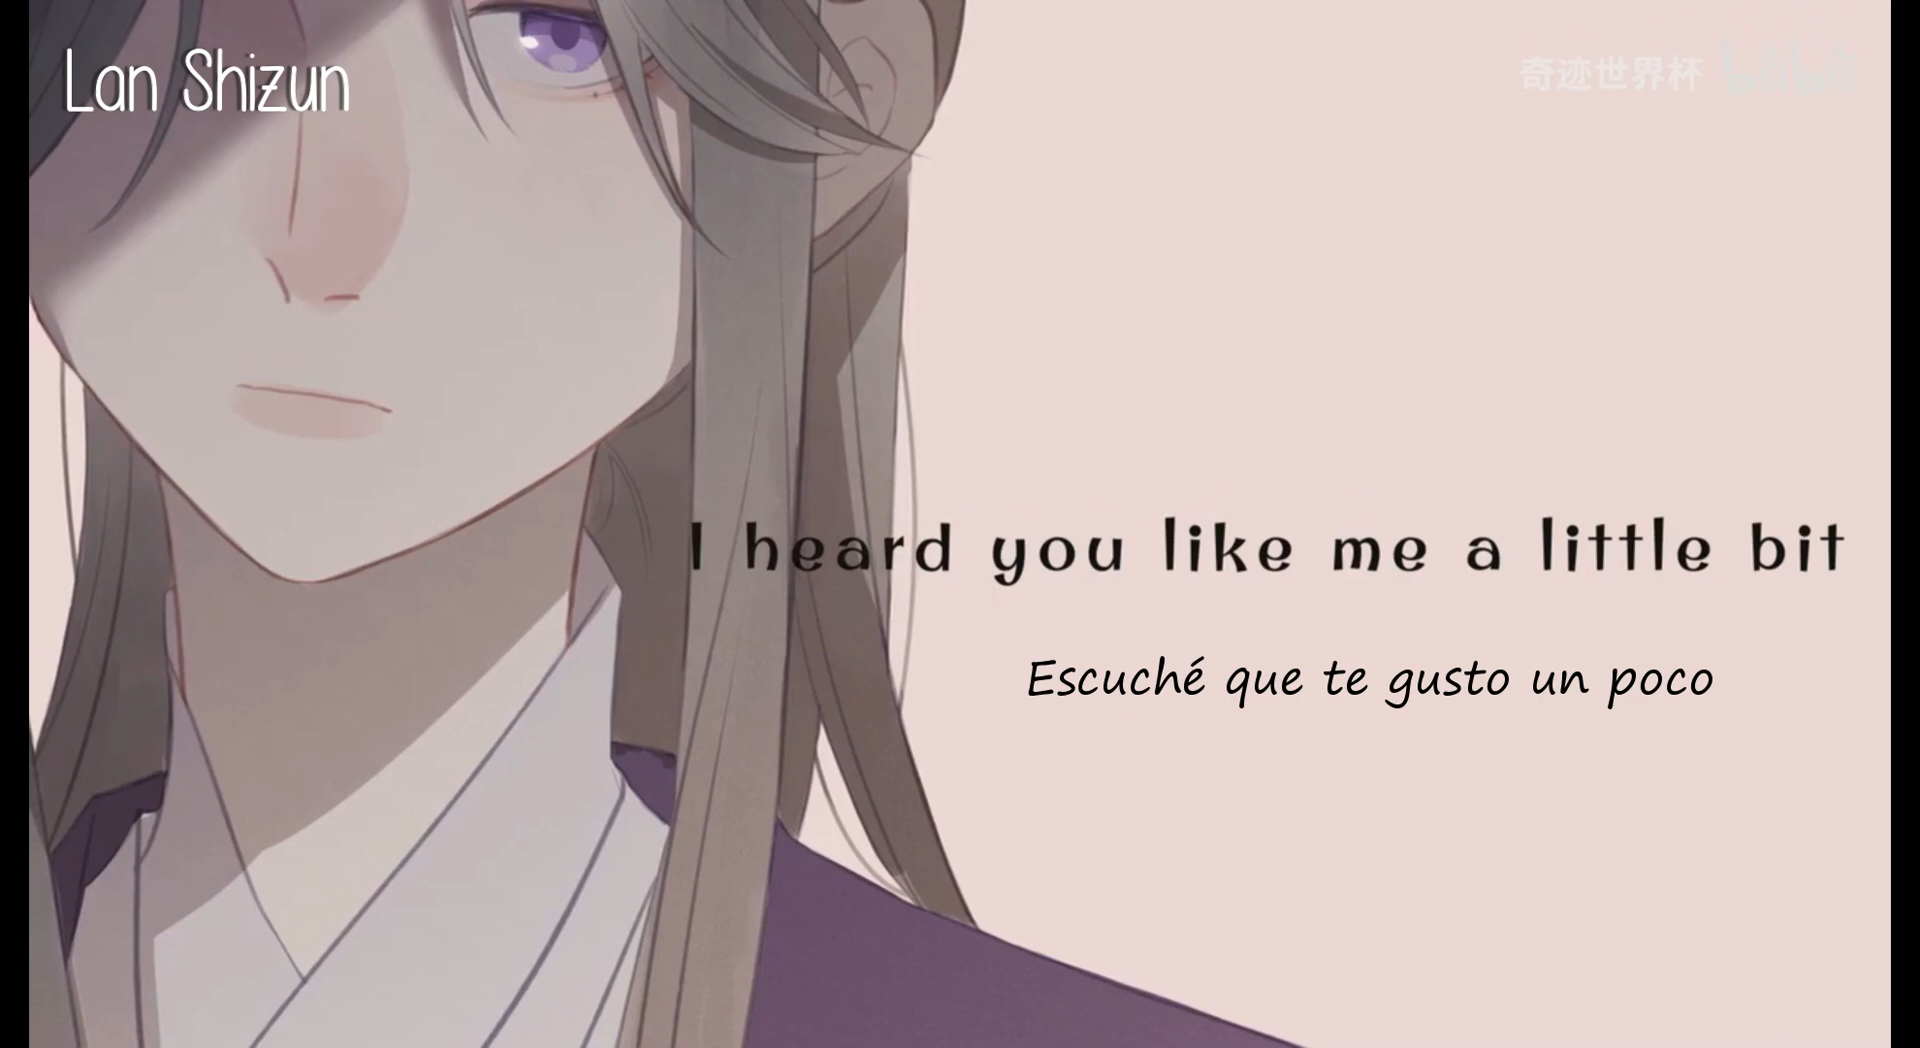 Lan Shizun
奇迹世界杯 bilibili
I heard you like me a little bit
Escuché que te gusto un poco